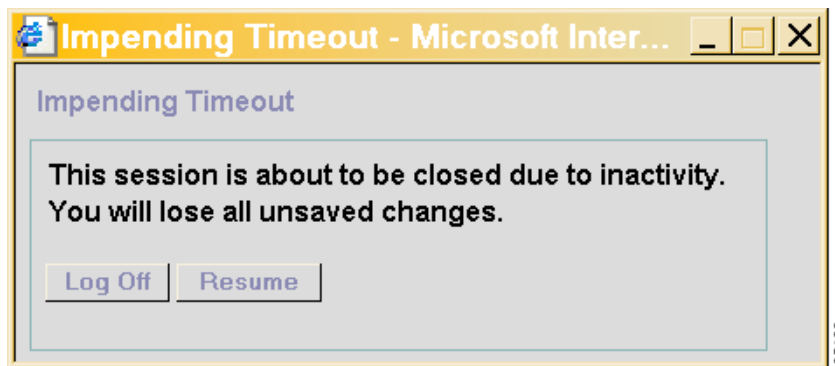 Impending Timeout - Microsoft Inter...
Impending Timeout
This session is about to be closed due to inactivity.
You will lose all unsaved changes.
Log Off Resume